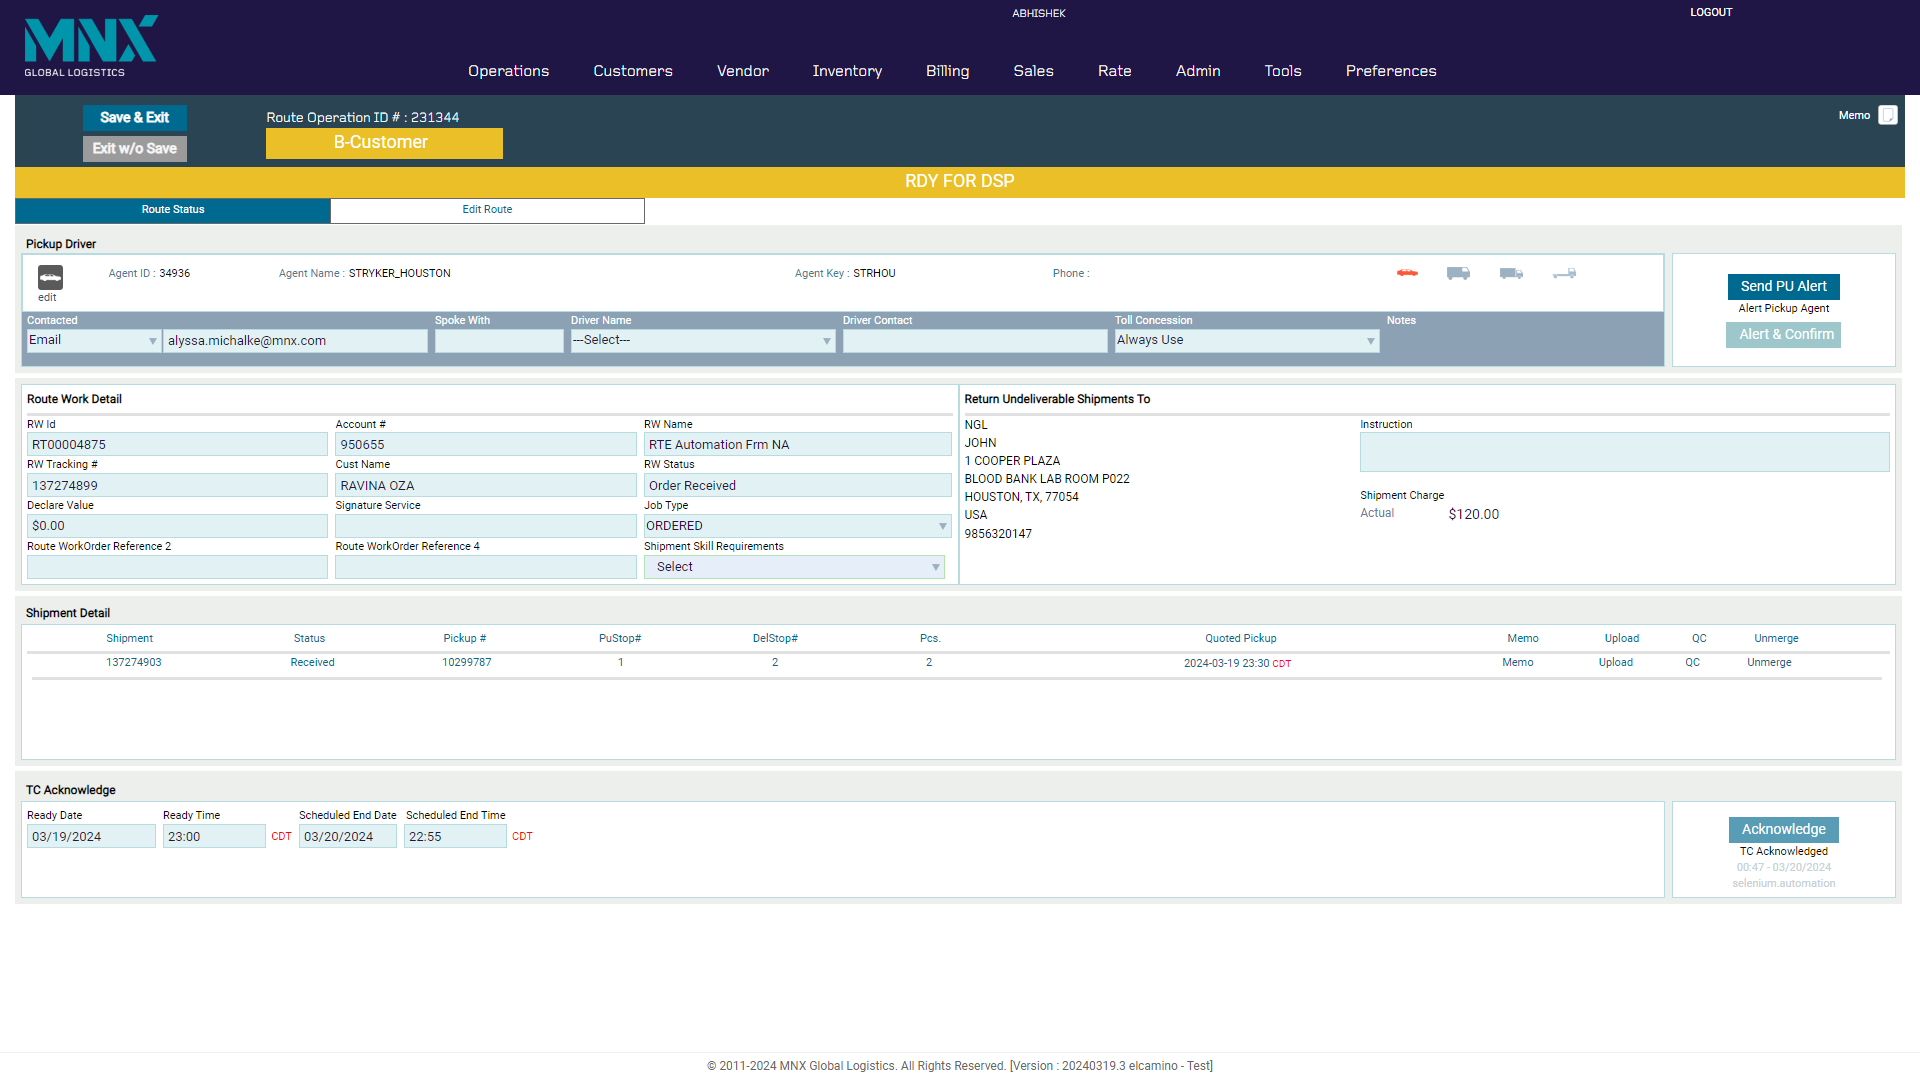 ABHISHEK
LOGOUT
MNX
GLOBAL LOGISTICS
Operations Customers Vendor Inventory Billing Sales Rate Admin Tools Preferences
Save & Exit
Exit w/o Save
Route Operation ID # : 231344
B-Customer
Memo
RDY FOR DSP
Route Status Edit Route
Pickup Driver
edit
Agent ID : 34936 Agent Name : STRYKER_HOUSTON Agent Key : STRHOU Phone :
Contacted Spoke With Driver Name Driver Contact Toll Concession Notes
Email alyssa.michalke@mnx.com ---Select--- Always Use
Send PU Alert
Alert Pickup Agent
Alert & Confirm
Route Work Detail
RW Id Account # RW Name
RT00004875 950655 RTE Automation Frm NA
RW Tracking # Cust Name RW Status
137274899 RAVINA OZA Order Received
Declare Value Signature Service Job Type
$0.00 ORDERED
Route WorkOrder Reference 2 Route WorkOrder Reference 4 Shipment Skill Requirements
Select
Return Undeliverable Shipments To
NGL
JOHN
1 COOPER PLAZA
BLOOD BANK LAB ROOM P022
HOUSTON, TX, 77054
USA
9856320147
Instruction
Shipment Charge
Actual $120.00
Shipment Detail
Shipment Status Pickup # PuStop# DelStop# Pcs. Quoted Pickup Memo Upload QC Unmerge
137274903 Received 10299787 1 2 2 2024-03-19 23:30 CDT Memo Upload QC Unmerge
TC Acknowledge
Ready Date Ready Time Scheduled End Date Scheduled End Time
03/19/2024 23:00 CDT 03/20/2024 22:55 CDT
Acknowledge
TC Acknowledged
00:47 - 03/20/2024
selenium.automation
© 2011-2024 MNX Global Logistics. All Rights Reserved. [Version : 20240319.3 elcamino - Test]